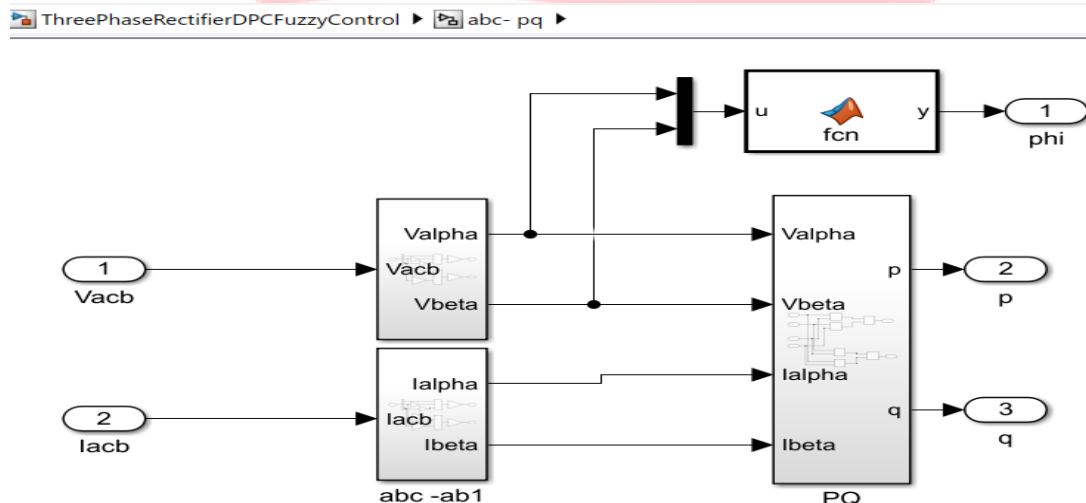 ThreePhaseRectifierDPCFuzzyControl abc- pq
u fcn y
1
phi
Valpha
Vacb
Vbeta
1
Vacb
Valpha
Vbeta
Ialpha
Ibeta
p
q
2
p
Ialpha
Iacb
Ibeta
2
Iacb
3
q
abc -ab1
PQ